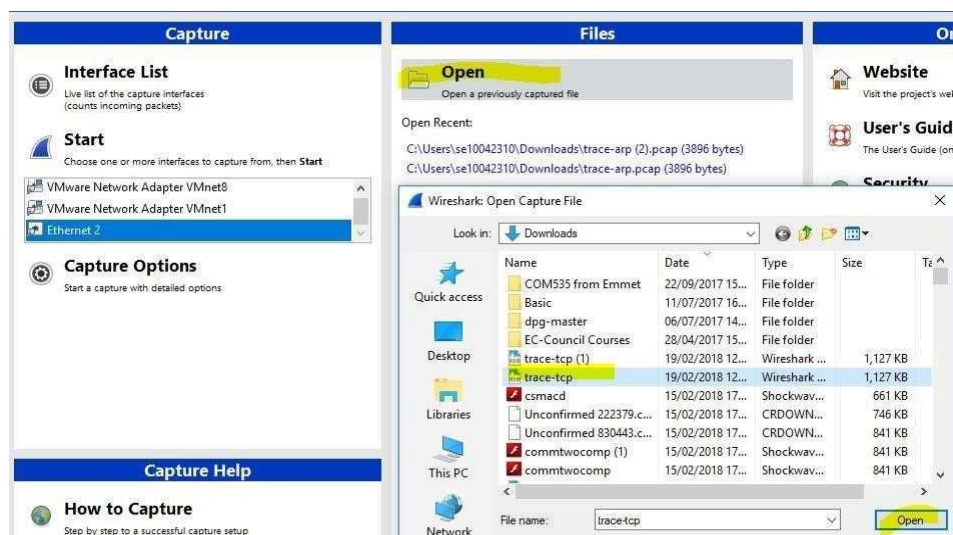 Capture
Interface List
Live list of the capture interfaces
(counts incoming packets)
Start
Choose one or more interfaces to capture from, then Start
VMware Network Adapter VMnet8
VMware Network Adapter VMnet1
Ethernet 2
Capture Options
Start a capture with detailed options
Capture Help
How to Capture
Step by step to a successful capture setup
Files
Open
Open a previously captured file
Open Recent:
C:\Users\se10042310\Downloads\trace-arp (2).pcap (3896 bytes)
C:\Users\se10042310\Downloads\trace-arp.pcap (3896 bytes)
Website
Visit the project's
User's
The User's Guide
Security
Wireshark: Open Capture File
Look in: Downloads
Quick access
Desktop
Libraries
This PC
Network
Name Date Type Size
COM535 from Emmet 22/09/2017 15... File folder
Basic 11/07/2017 16... File folder
dpg-master 06/07/2017 14... File folder
EC-Council Courses 28/04/2017 15... File folder
trace-tcp (1) 19/02/2018 12... Wireshark ... 1,127 KB
trace-tcp 19/02/2018 12... Wireshark ... 1,127 KB
csmacd 15/02/2018 17... Shockwav... 661 KB
Unconfirmed 222379.c... 15/02/2018 17... CRDOWN... 746 KB
Unconfirmed 830443.c... 15/02/2018 17... CRDOWN... 841 KB
commtwocomp (1) 15/02/2018 17... Shockwav... 841 KB
commtwocomp 15/02/2018 17... Shockwav... 841 KB
File name: trace-tcp
Open